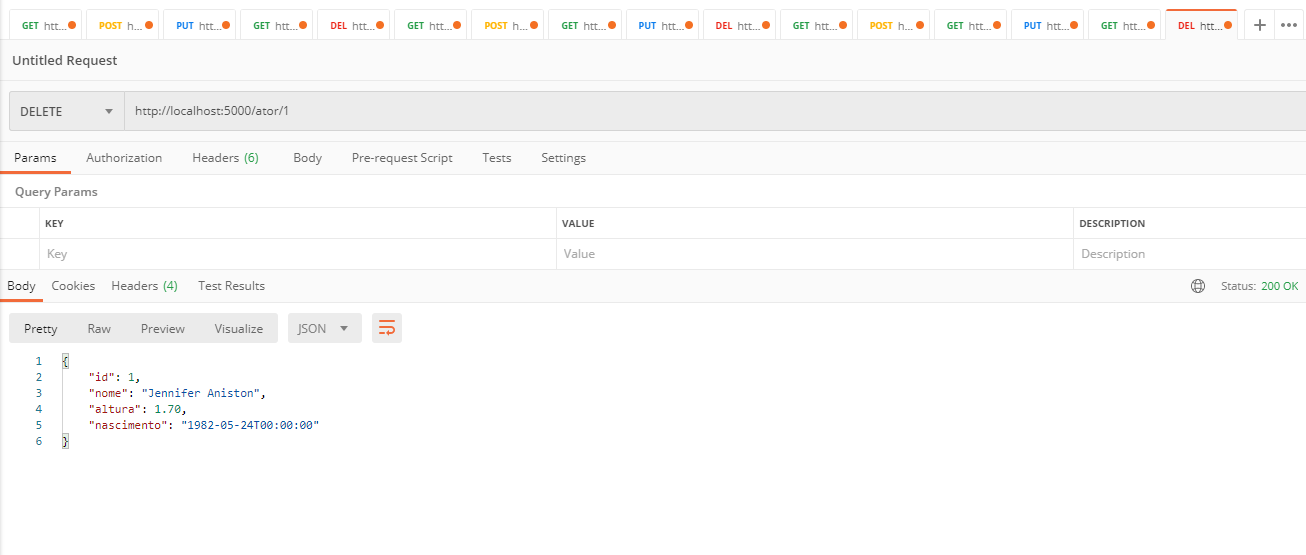 GET htt... POST h... PUT htt... GET htt... DEL htt... GET htt... POST h... GET htt... PUT htt... DEL htt... GET htt... POST h... GET htt... PUT htt... GET htt... DEL htt... + •••
Untitled Request
DELETE http://localhost:5000/ator/1
Params Authorization Headers (6) Body Pre-request Script Tests Settings
Query Params
KEY VALUE DESCRIPTION
Key Value Description
Body Cookies Headers (4) Test Results Status: 200 OK
Pretty Raw Preview Visualize JSON
1 {
2 "id": 1,
3 "nome": "Jennifer Aniston",
4 "altura": 1.70,
5 "nascimento": "1982-05-24T00:00:00"
6 }